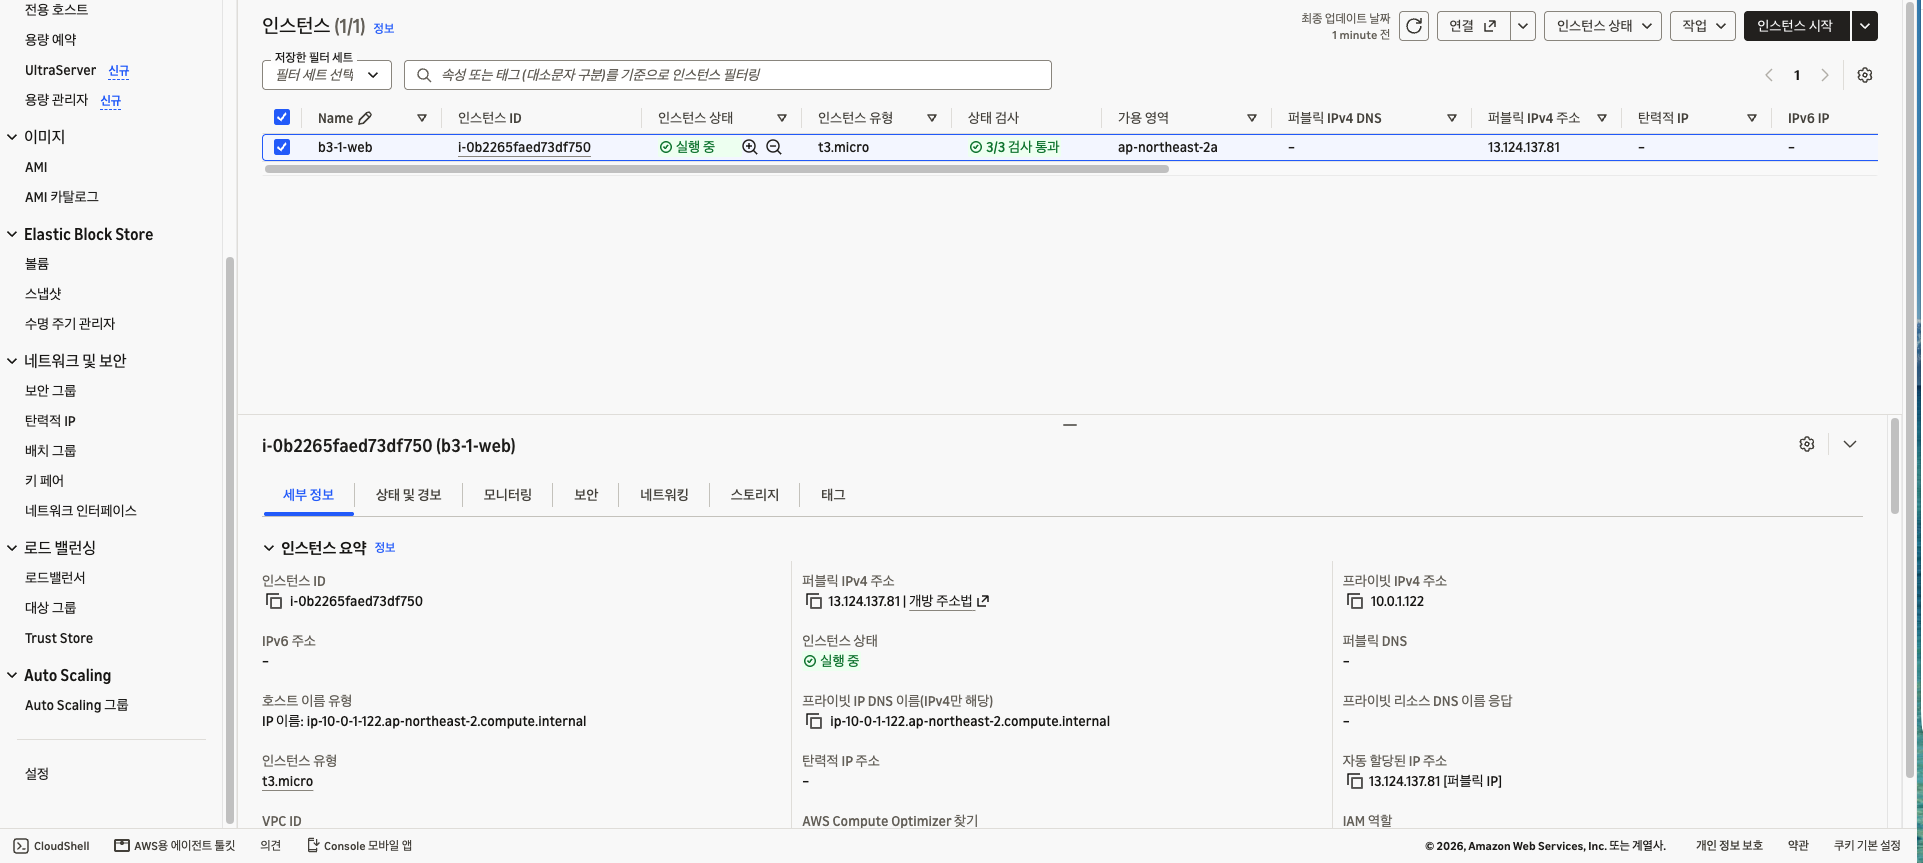 전용 호스트
용량 예약
UltraServer 신규
용량 관리자 신규
이미지
AMI
AMI 카탈로그
Elastic Block Store
볼륨
스냅샷
수명 주기 관리자
네트워크 및 보안
보안 그룹
탄력적 IP
배치 그룹
키 페어
네트워크 인터페이스
로드 밸런싱
로드밸런서
대상 그룹
Trust Store
Auto Scaling
Auto Scaling 그룹
설정
인스턴스 (1/1) 정보
최종 업데이트 날짜
1 minute 전
연결
인스턴스 상태
작업
인스턴스 시작
저장한 필터 세트
필터 세트 선택
속성 또는 태그 (대소문자 구분)를 기준으로 인스턴스 필터링
1
Name 인스턴스 ID 인스턴스 상태 인스턴스 유형 상태 검사 가용 영역 퍼블릭 IPv4 DNS 퍼블릭 IPv4 주소 탄력적 IP IPv6 IP
b3-1-web i-0b2265faed73df750 실행 중 t3.micro 3/3 검사 통과 ap-northeast-2a – 13.124.137.81 – –
i-0b2265faed73df750 (b3-1-web)
세부 정보 상태 및 경보 모니터링 보안 네트워킹 스토리지 태그
인스턴스 요약 정보
인스턴스 ID
i-0b2265faed73df750
퍼블릭 IPv4 주소
13.124.137.81 | 개방 주소법
프라이빗 IPv4 주소
10.0.1.122
IPv6 주소
–
인스턴스 상태
실행 중
퍼블릭 DNS
–
호스트 이름 유형
IP 이름: ip-10-0-1-122.ap-northeast-2.compute.internal
프라이빗 IP DNS 이름(IPv4만 해당)
ip-10-0-1-122.ap-northeast-2.compute.internal
프라이빗 리소스 DNS 이름 응답
–
인스턴스 유형
t3.micro
탄력적 IP 주소
–
자동 할당된 IP 주소
13.124.137.81 [퍼블릭 IP]
VPC ID
AWS Compute Optimizer 찾기
IAM 역할
CloudShell AWS용 에이전트 툴킷 의견 Console 모바일 앱
© 2026, Amazon Web Services, Inc. 또는 계열사. 개인 정보 보호 약관 쿠키 기본 설정